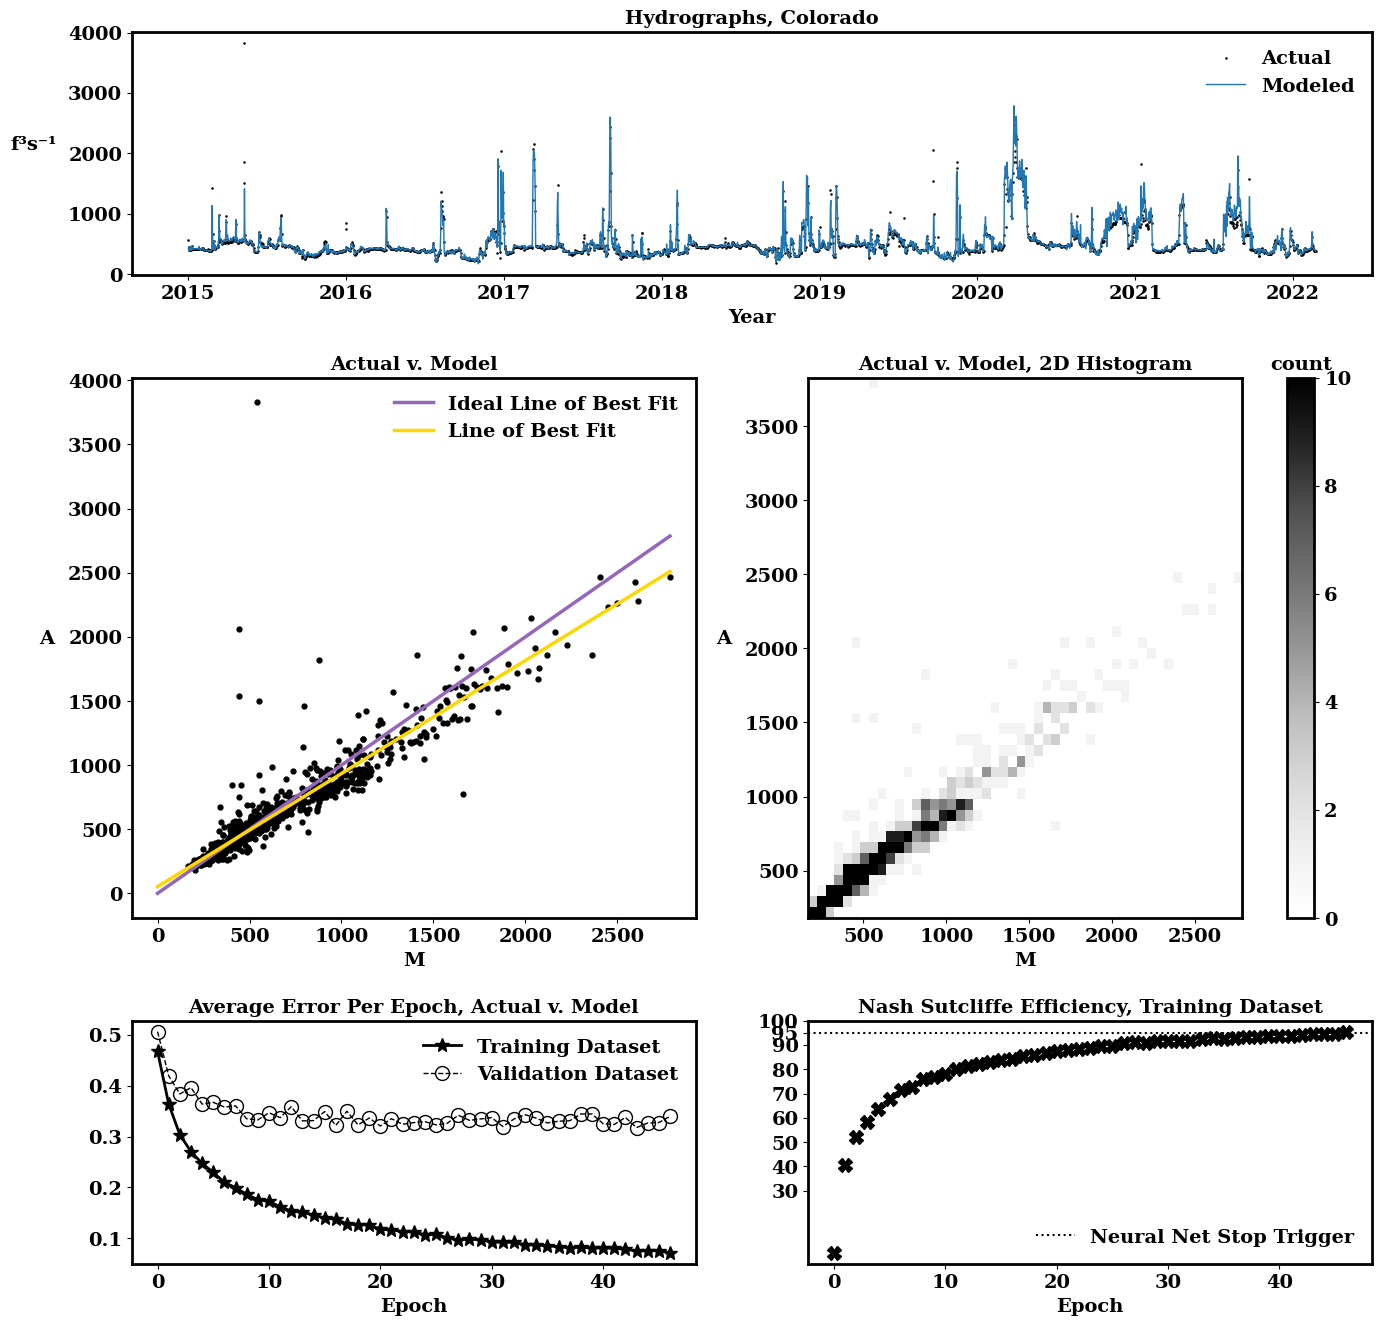 Hydrographs, Colorado
4000
3000
2000
1000
0
f³s⁻¹
Actual
Modeled
2015 2016 2017 2018 2019 2020 2021 2022
Year
Actual v. Model
4000
3500
3000
2500
2000
1500
1000
500
0
A
Ideal Line of Best Fit
Line of Best Fit
0 500 1000 1500 2000 2500
M
Actual v. Model, 2D Histogram
3500
3000
2500
2000
1500
1000
500
A
500 1000 1500 2000 2500
M
count
10
8
6
4
2
0
Average Error Per Epoch, Actual v. Model
0.5
0.4
0.3
0.2
0.1
Training Dataset
Validation Dataset
0 10 20 30 40
Epoch
Nash Sutcliffe Efficiency, Training Dataset
100
95
90
80
70
60
50
40
30
Neural Net Stop Trigger
0 10 20 30 40
Epoch